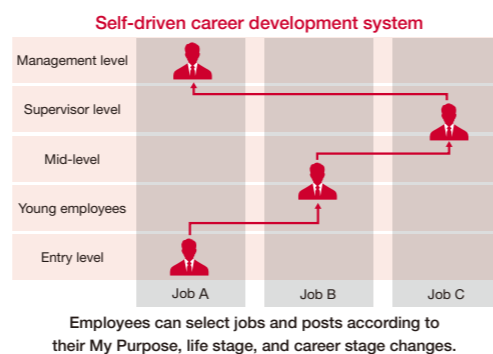 Self-driven career development system
Management level
Supervisor level
Mid-level
Young employees
Entry level
Job A
Job B
Job C
Employees can select jobs and posts according to
their My Purpose, life stage, and career stage changes.